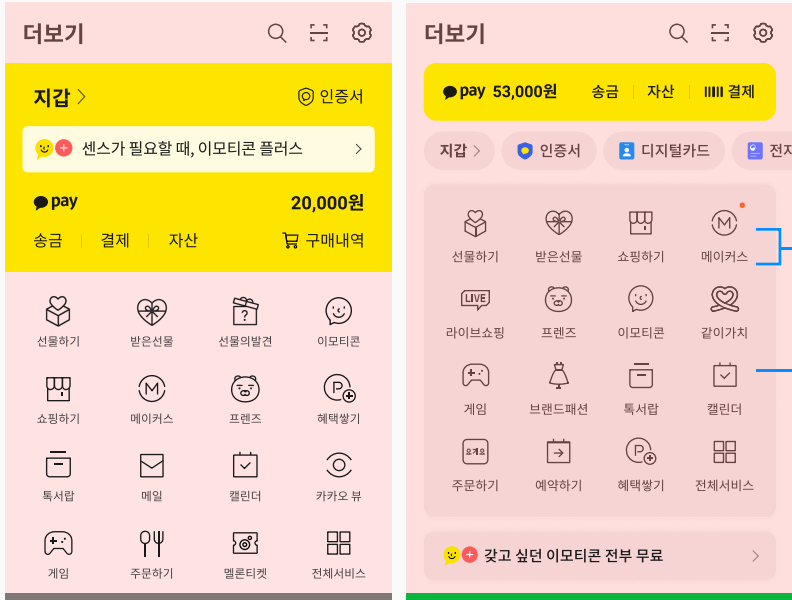 더보기
지갑
인증서
센스가 필요할 때, 이모티콘 플러스
pay
20,000원
송금
결제
자산
구매내역
선물하기
받은선물
선물의발견
이모티콘
쇼핑하기
메이커스
프렌즈
혜택쌓기
톡서랍
메일
캘린더
카카오 뷰
게임
주문하기
멜론티켓
전체서비스
더보기
pay 53,000원
송금
자산
결제
지갑
인증서
디지털카드
전자
선물하기
받은선물
쇼핑하기
메이커스
LIVE
라이브쇼핑
프렌즈
이모티콘
같이가치
게임
브랜드패션
톡서랍
캘린더
요기요
주문하기
예약하기
혜택쌓기
전체서비스
갖고 싶던 이모티콘 전부 무료